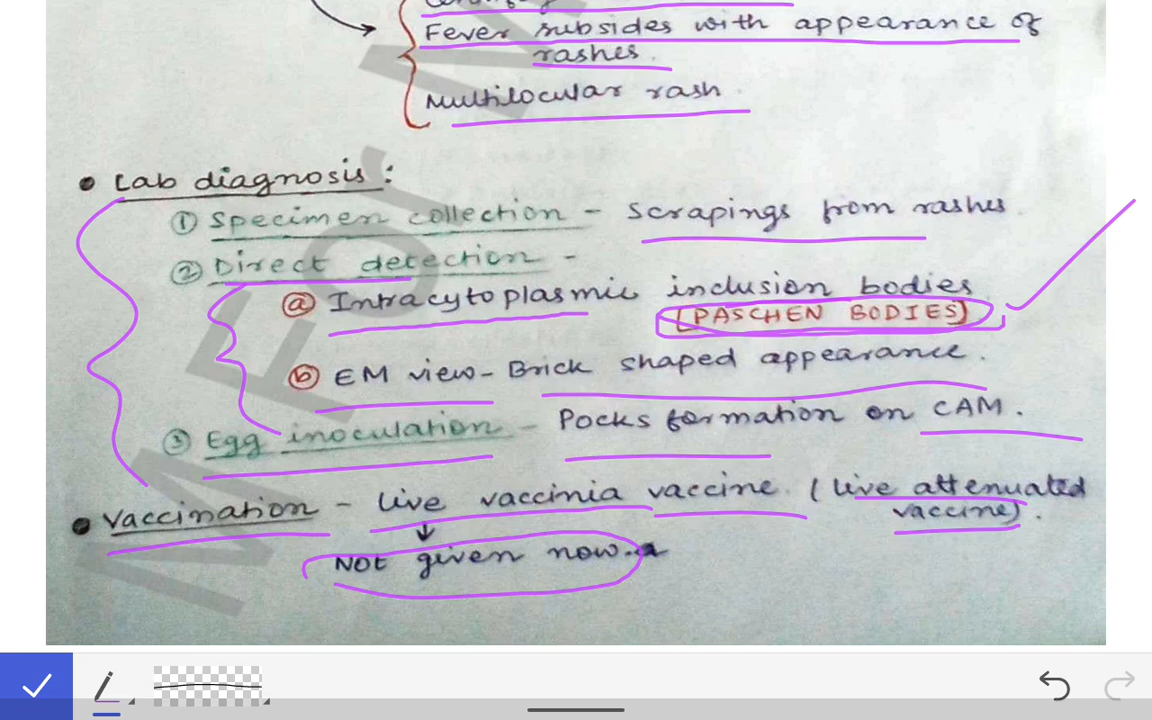 Fever subsides with appearance of
rashes.
Multilocular rash.
• Lab diagnosis:
① Specimen collection - Scrapings from rashes.
② Direct detection -
ⓐ Intracytoplasmic inclusion bodies
[PASCHEN BODIES]
ⓑ EM view - Brick shaped appearance.
③ Egg inoculation - Pocks formation on CAM.
• Vaccination - live vaccinia vaccine. (live attenuated
vaccine).
↓
NOT given now.
M For M